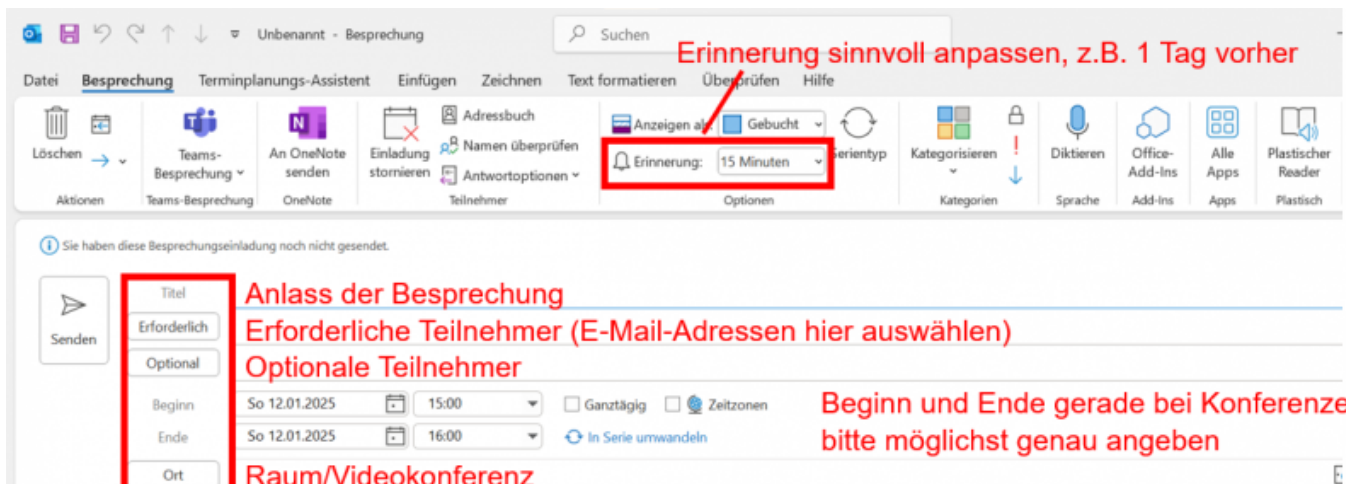 Unbenannt - Besprechung
Suchen
Erinnerung sinnvoll anpassen, z.B. 1 Tag vorher
Datei Besprechung Terminplanungs-Assistent Einfügen Zeichnen Text formatieren Überprüfen Hilfe
Löschen
Teams-
Besprechung
An OneNote
senden
Einladung
stornieren
Adressbuch
Namen überprüfen
Antwortoptionen
Anzeigen als: Gebucht
Erinnerung: 15 Minuten
Serientyp
Kategorisieren
Diktieren
Office-
Add-Ins
Alle
Apps
Plastischer
Reader
Aktionen Teams-Besprechung OneNote Teilnehmer Optionen Kategorien Sprache Add-Ins Apps Plastisch
Sie haben diese Besprechungseinladung noch nicht gesendet.
Senden
Titel Anlass der Besprechung
Erforderlich Erforderliche Teilnehmer (E-Mail-Adressen hier auswählen)
Optional Optionale Teilnehmer
Beginn So 12.01.2025 15:00 Ganztägig Zeitzonen
Ende So 12.01.2025 16:00 In Serie umwandeln
Beginn und Ende gerade bei Konferenze
bitte möglichst genau angeben
Ort Raum/Videokonferenz